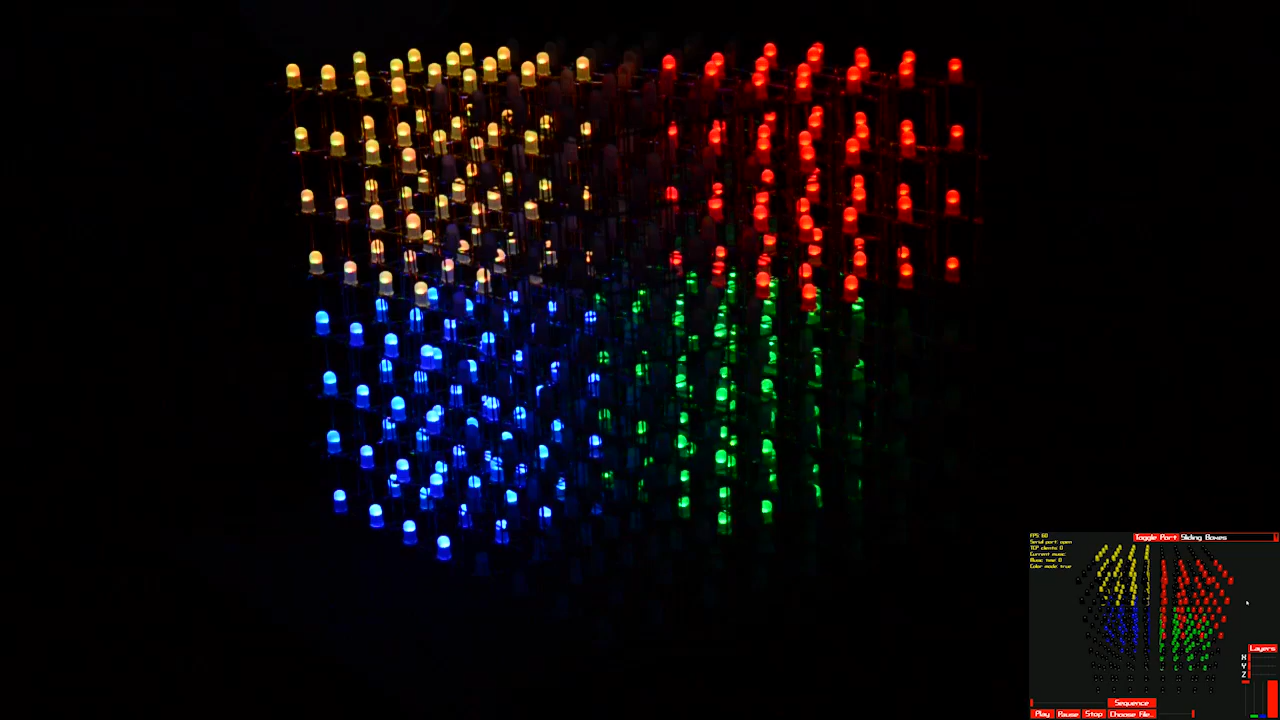 FPS: 60
Serial port: open
TCP clients: 0
Current music:
Music time: 0
Color mode: true
Toggle Port Sliding Boxes
Layers
X
Y
Z
Sequence
Play Pause Stop Choose File...